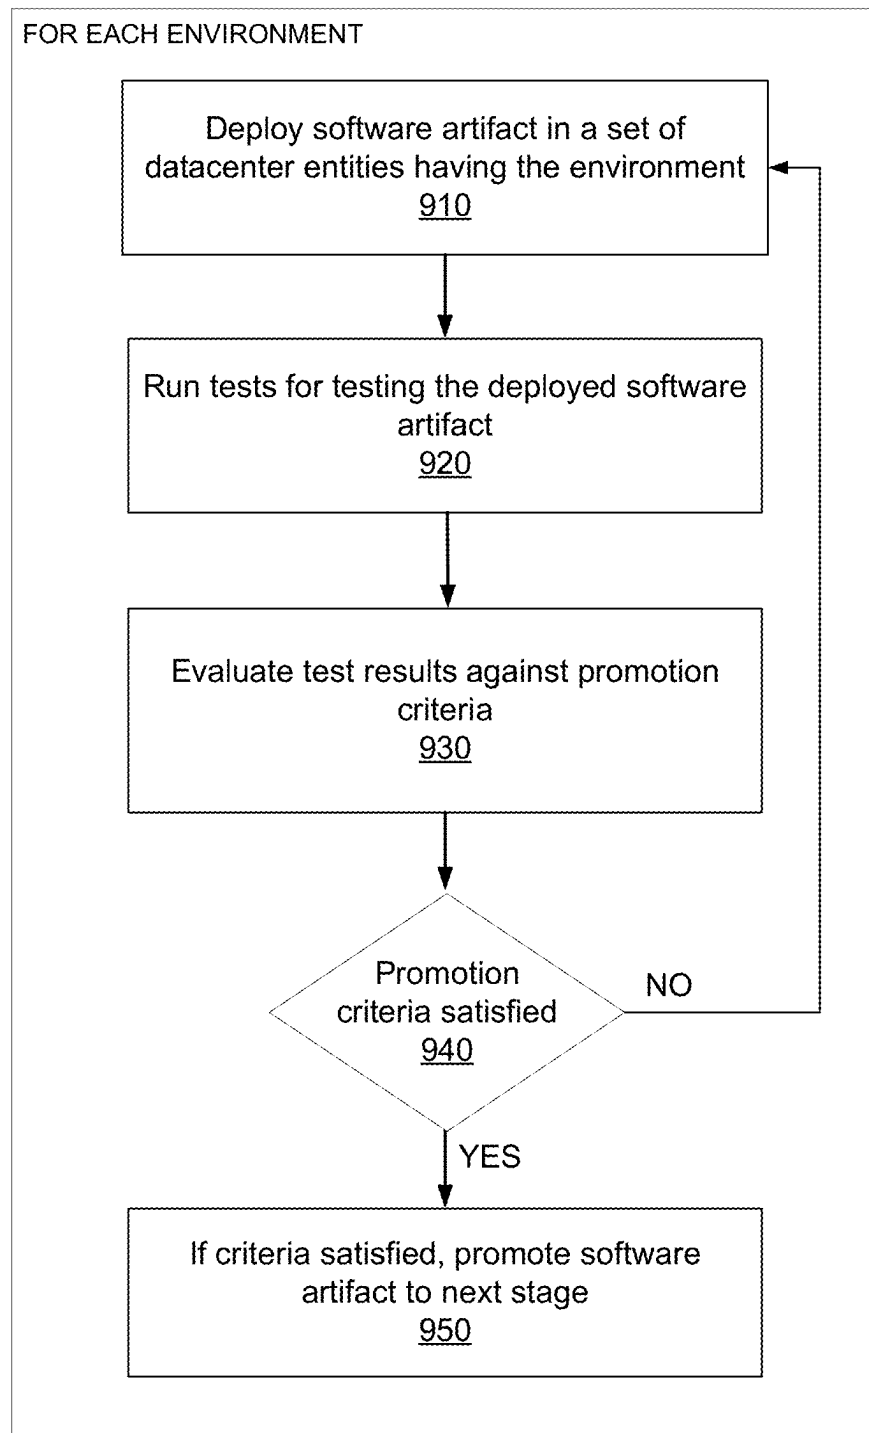 FOR EACH ENVIRONMENT
Deploy software artifact in a set of
datacenter entities having the environment
910
Run tests for testing the deployed software
artifact
920
Evaluate test results against promotion
criteria
930
Promotion
criteria satisfied
940
NO
YES
If criteria satisfied, promote software
artifact to next stage
950